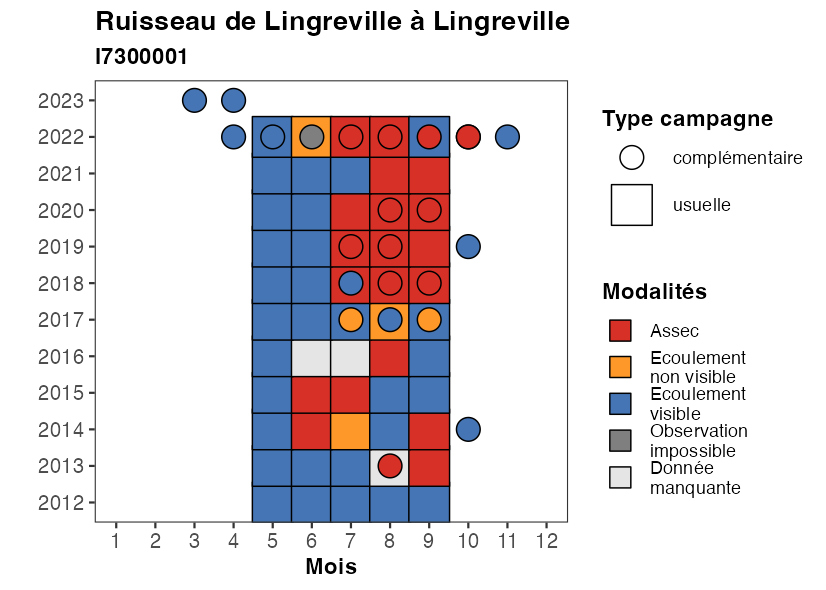 Ruisseau de Lingreville à Lingreville
I7300001
2023
2022
2021
2020
2019
2018
2017
2016
2015
2014
2013
2012
1 2 3 4 5 6 7 8 9 10 11 12
Mois
Type campagne
complémentaire
usuelle
Modalités
Assec
Ecoulement
non visible
Ecoulement
visible
Observation
impossible
Donnée
manquante